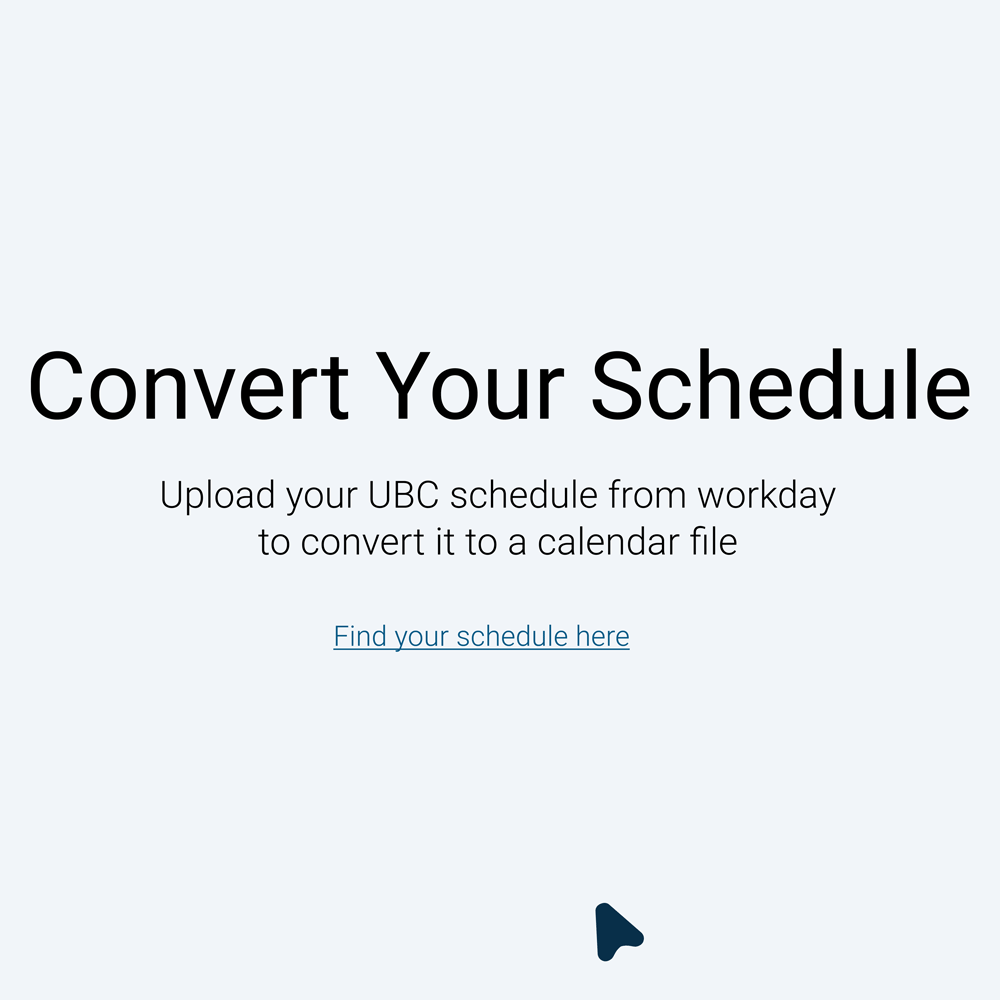 Convert Your Schedule
Upload your UBC schedule from workday
to convert it to a calendar file
Find your schedule here